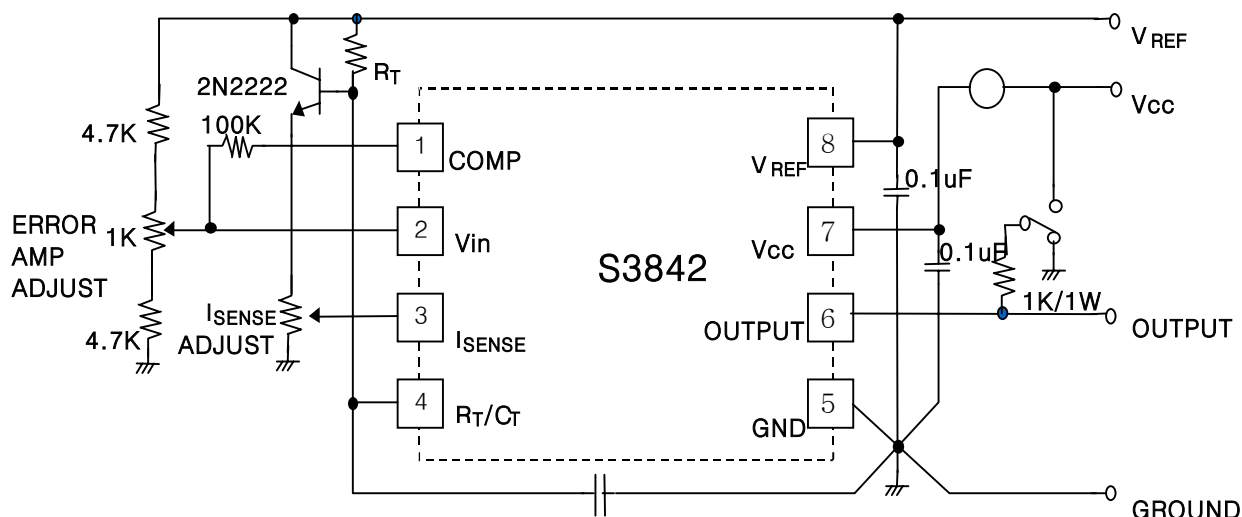 VREF
RT
2N2222
Vcc
100K
4.7K
1
COMP
8
VREF
0.1uF
ERROR
AMP
ADJUST
1K
2
Vin
7
Vcc
0.1uF
S3842
ISENSE
ADJUST
4.7K
3
ISENSE
6
OUTPUT
1K/1W
OUTPUT
4
RT/CT
5
GND
GROUND